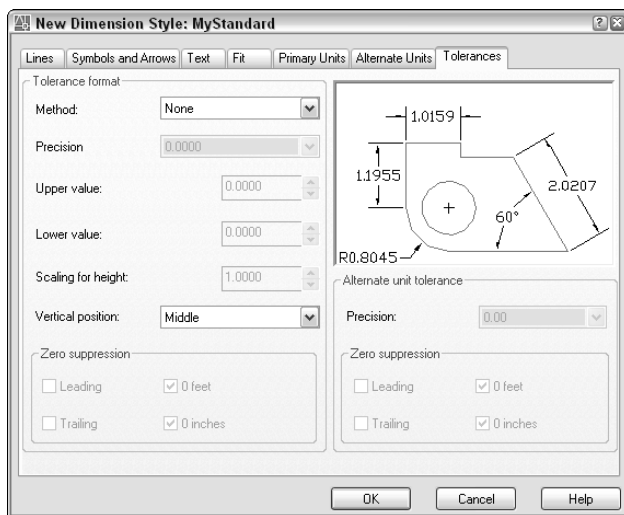 New Dimension Style: MyStandard
Lines Symbols and Arrows Text Fit Primary Units Alternate Units Tolerances
Tolerance format
Method: None
Precision 0.0000
Upper value: 0.0000
Lower value: 0.0000
Scaling for height: 1.0000
Vertical position: Middle
Zero suppression
Leading 0 feet
Trailing 0 inches
1.0159
1.1955
2.0207
60°
R0.8045
Alternate unit tolerance
Precision: 0.00
Zero suppression
Leading 0 feet
Trailing 0 inches
OK Cancel Help